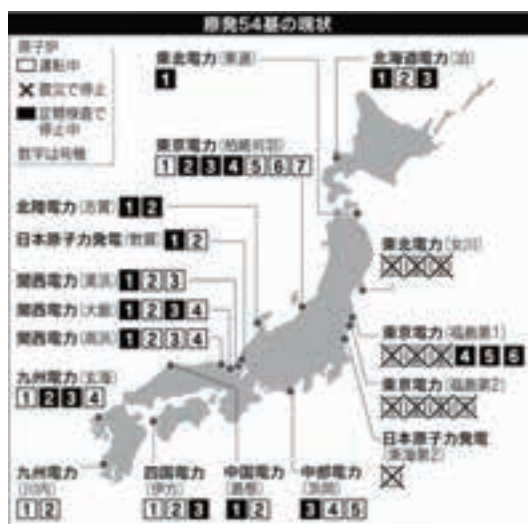 原発54基の現状
原子炉
運転中
震災で停止
定期検査で
停止中
数字は号機
東北電力(東通)
1
北海道電力(泊)
1 2 3
東京電力(柏崎刈羽)
1 2 3 4 5 6 7
北陸電力(志賀) 1 2
日本原子力発電(敦賀) 1 2
関西電力(美浜) 1 2 3
関西電力(大飯) 1 2 3 4
関西電力(高浜) 1 2 3 4
九州電力(玄海)
1 2 3 4
東北電力(女川)
東京電力(福島第1)
4 5 6
東京電力(福島第2)
日本原子力発電
(東海第2)
九州電力
(川内)
1 2
四国電力
(伊方)
1 2 3
中国電力
(島根)
1 2
中部電力
(浜岡)
3 4 5